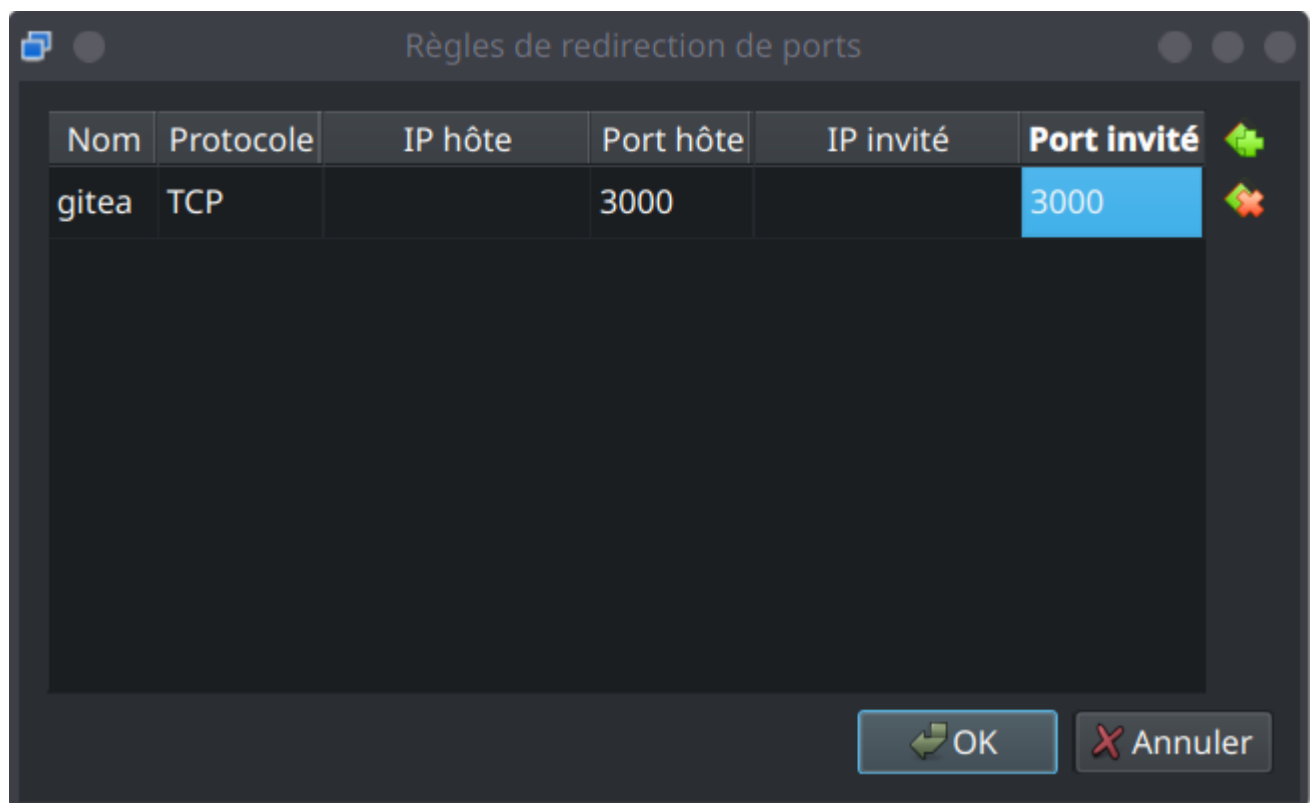 Règles de redirection de ports
Nom Protocole IP hôte Port hôte IP invité Port invité
gitea TCP 3000 3000
OK Annuler